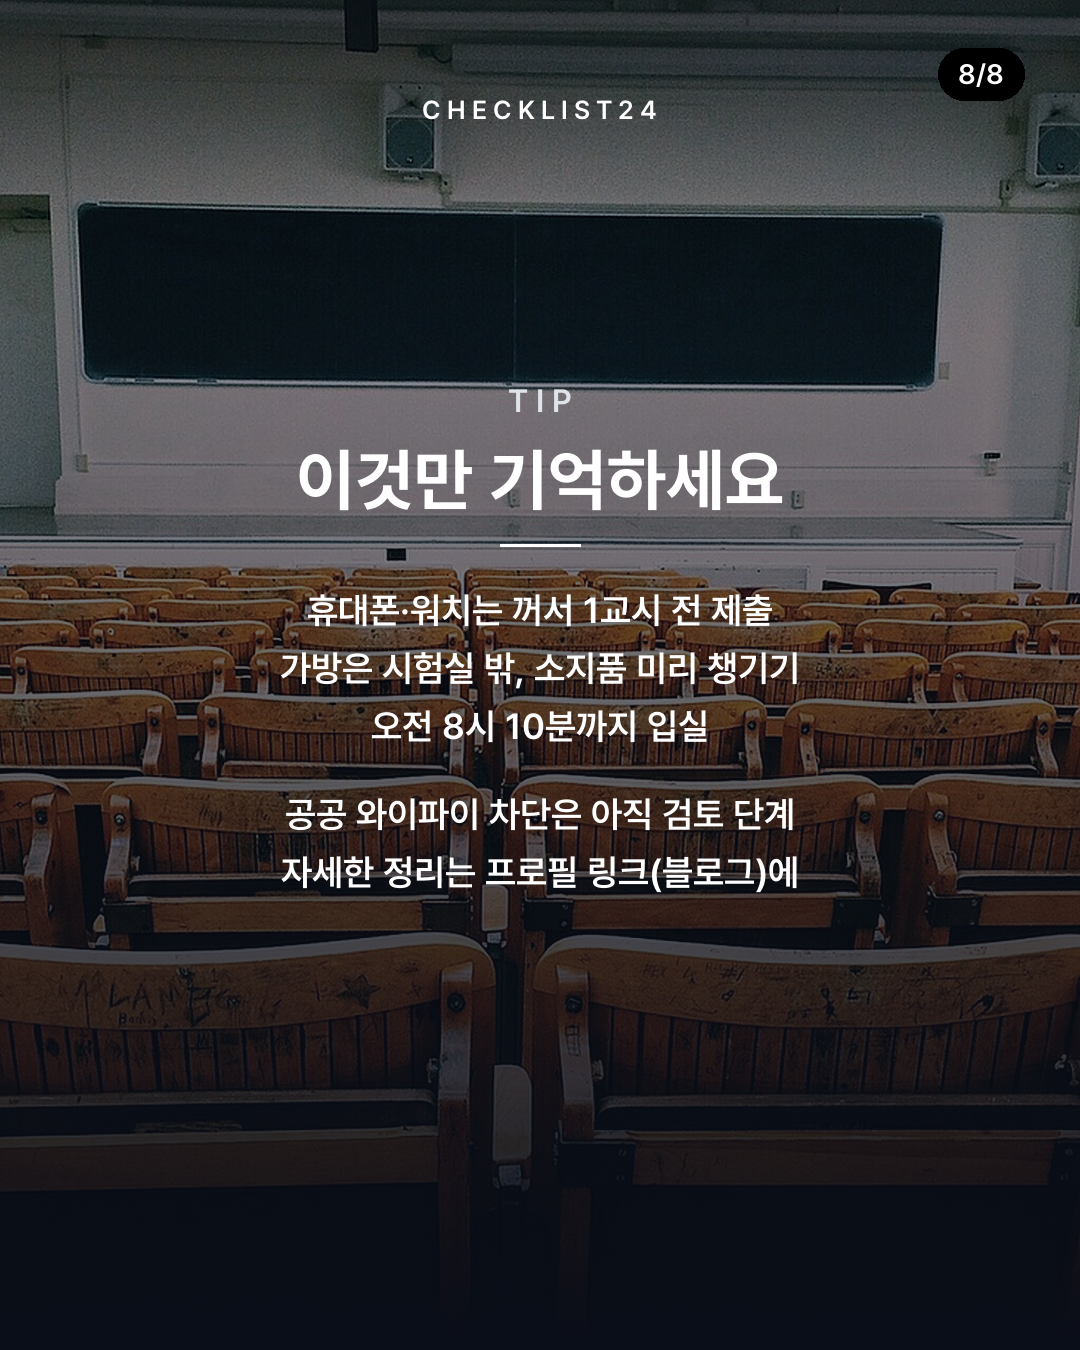 8/8
CHECKLIST24
TIP
이것만 기억하세요
휴대폰·워치는 꺼서 1교시 전 제출
가방은 시험실 밖, 소지품 미리 챙기기
오전 8시 10분까지 입실
공공 와이파이 차단은 아직 검토 단계
자세한 정리는 프로필 링크(블로그)에